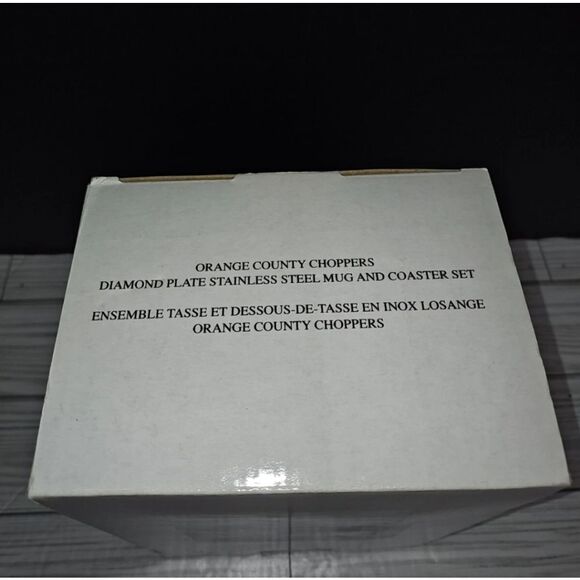 ORANGE COUNTY CHOPPERS
DIAMOND PLATE STAINLESS STEEL MUG AND COASTER SET
ENSEMBLE TASSE ET DESSOUS-DE-TASSE EN INOX LOSANGE
ORANGE COUNTY CHOPPERS